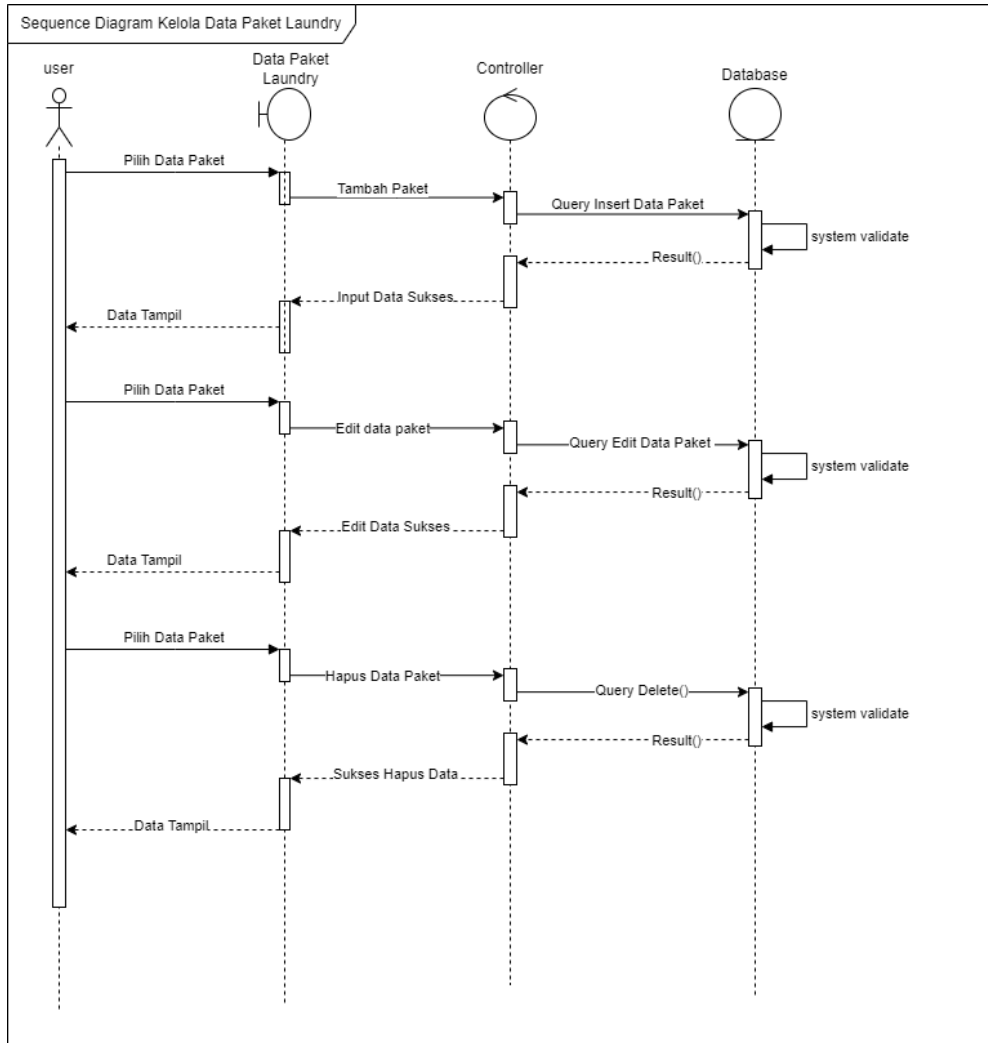 Sequence Diagram Kelola Data Paket Laundry
user
Data Paket
Laundry
Controller
Database
Pilih Data Paket
Tambah Paket
Query Insert Data Paket
system validate
Result()
Input Data Sukses
Data Tampil
Pilih Data Paket
Edit data paket
Query Edit Data Paket
system validate
Result()
Edit Data Sukses
Data Tampil
Pilih Data Paket
Hapus Data Paket
Query Delete()
system validate
Result()
Sukses Hapus Data
Data Tampil